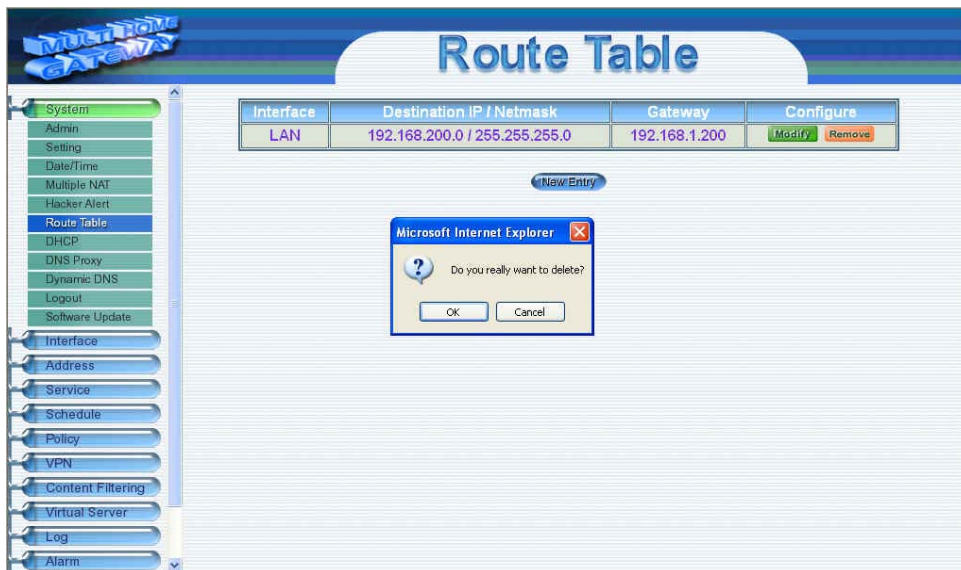 MULTI HOME
GATEWAY
Route Table
System
Admin
Setting
Date/Time
Multiple NAT
Hacker Alert
Route Table
DHCP
DNS Proxy
Dynamic DNS
Logout
Software Update
Interface
Address
Service
Schedule
Policy
VPN
Content Filtering
Virtual Server
Log
Alarm
Interface Destination IP / Netmask Gateway Configure
LAN 192.168.200.0 / 255.255.255.0 192.168.1.200 Modify Remove
New Entry
Microsoft Internet Explorer
Do you really want to delete?
OK Cancel